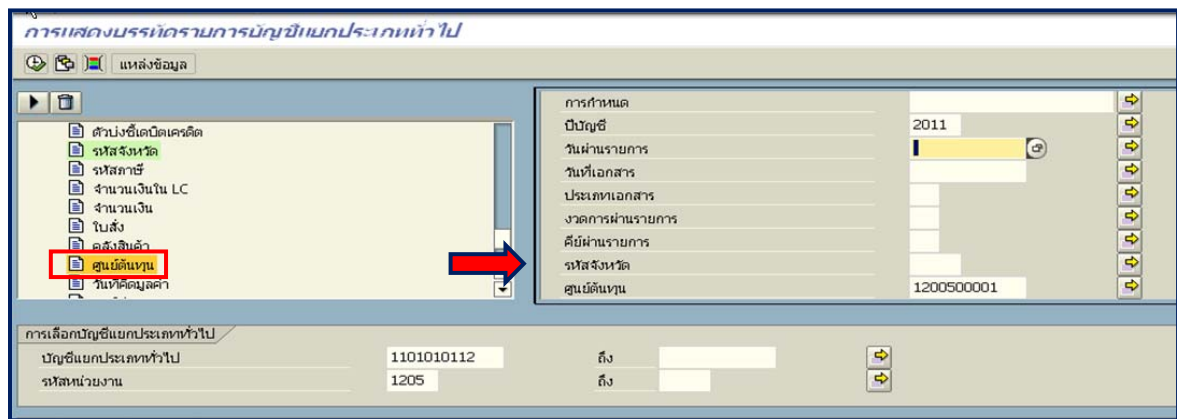 การแสดงบรรทัดรายการบัญชีแยกประเภททั่วไป
แหล่งข้อมูล
ตัวบ่งชี้เดบิตเครดิต
รหัสจังหวัด
รหัสภาษี
จำนวนเงินใน LC
จำนวนเงิน
ใบสั่ง
คลังสินค้า
ศูนย์ต้นทุน
วันที่คิดมูลค่า
การกำหนด
ปีบัญชี 2011
วันผ่านรายการ
วันที่เอกสาร
ประเภทเอกสาร
งวดการผ่านรายการ
คีย์ผ่านรายการ
รหัสจังหวัด
ศูนย์ต้นทุน 1200500001
การเลือกบัญชีแยกประเภททั่วไป
บัญชีแยกประเภททั่วไป 1101010112 ถึง
รหัสหน่วยงาน 1205 ถึง